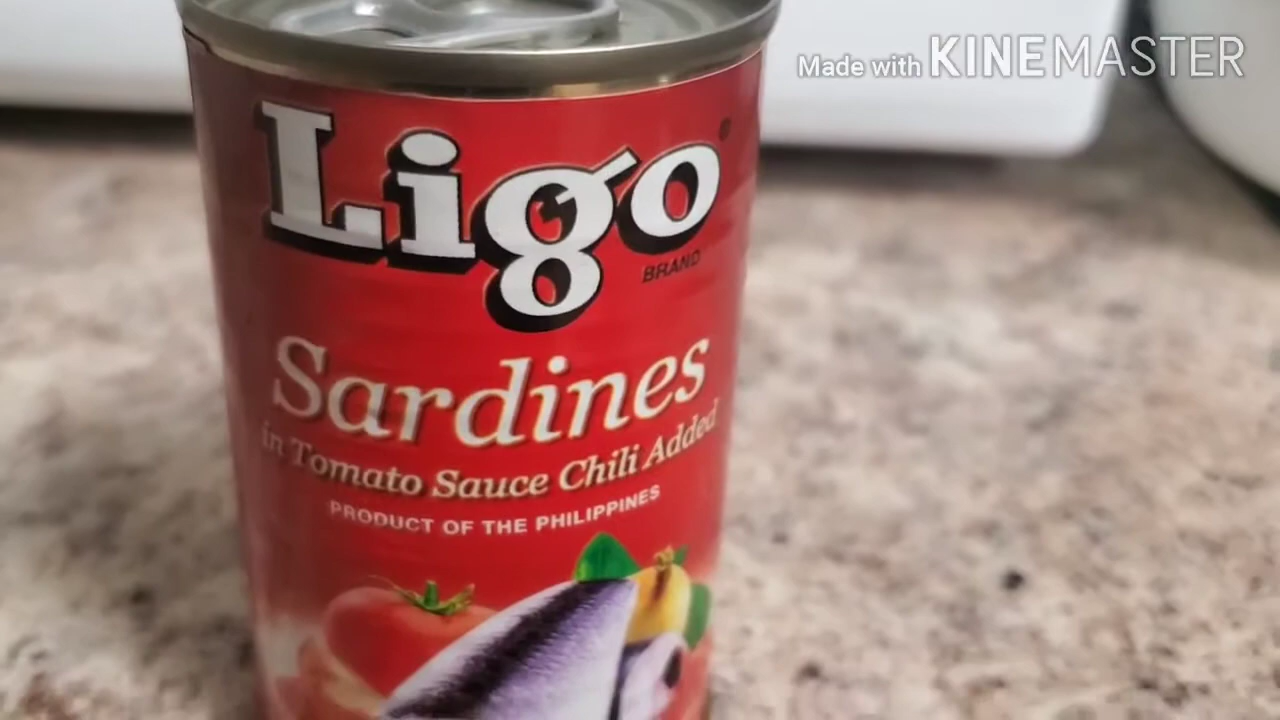 Made with KINEMASTER
Ligo
BRAND
Sardines
in Tomato Sauce Chili Added
PRODUCT OF THE PHILIPPINES